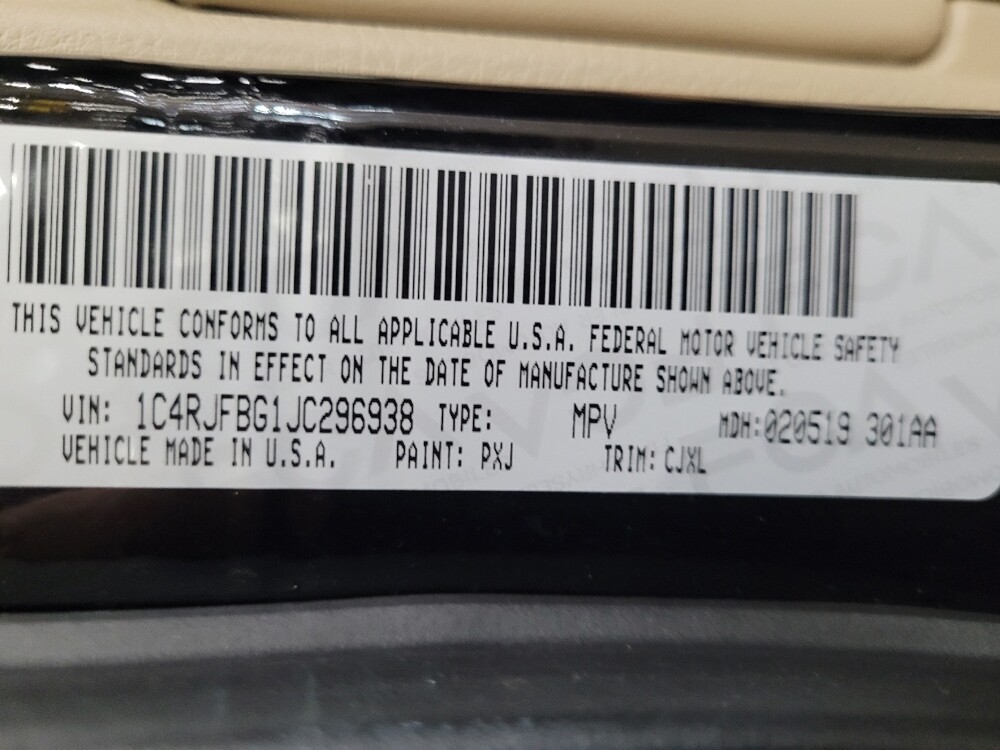 THIS VEHICLE CONFORMS TO ALL APPLICABLE U.S.A. FEDERAL MOTOR VEHICLE SAFETY
STANDARDS IN EFFECT ON THE DATE OF MANUFACTURE SHOWN ABOVE.
VIN: 1C4RJFBG1JC296938 TYPE: MPV MDH:020519 301AA
VEHICLE MADE IN U.S.A. PAINT: PXJ TRIM: CJXL